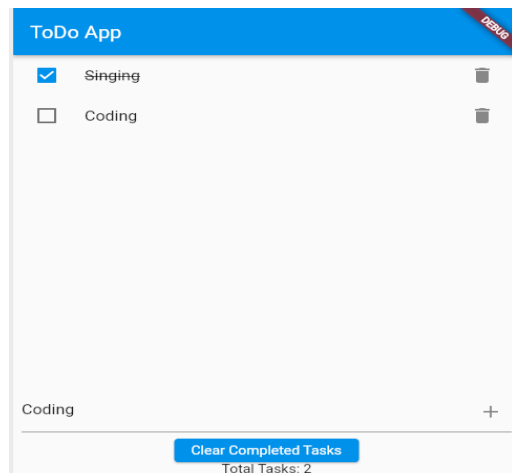 ToDo App
DEBUG
Singing
Coding
Coding
Clear Completed Tasks
Total Tasks: 2